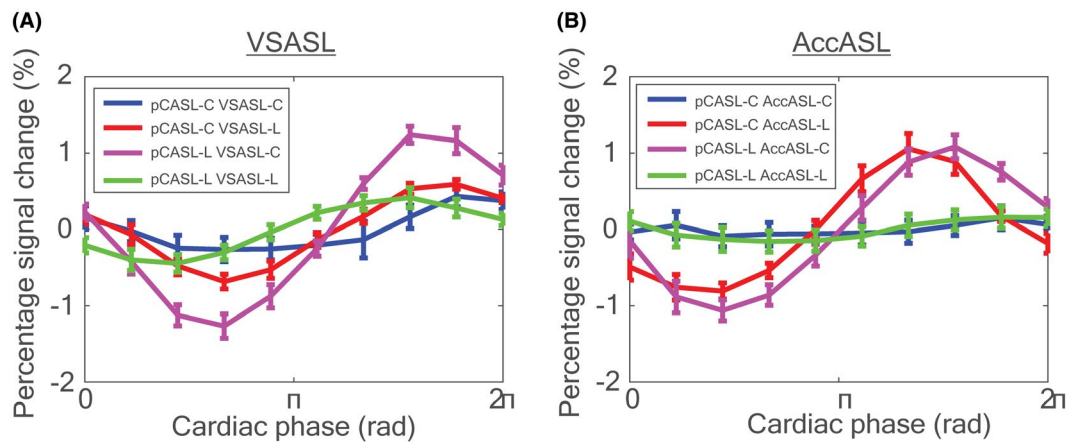 (A)
VSASL
Percentage signal change (%)
2
1
0
-1
-2
pCASL-C VSASL-C
pCASL-C VSASL-L
pCASL-L VSASL-C
pCASL-L VSASL-L
0
п
2п
Cardiac phase (rad)
(B)
AccASL
Percentage signal change (%)
2
1
0
-1
-2
pCASL-C AccASL-C
pCASL-C AccASL-L
pCASL-L AccASL-C
pCASL-L AccASL-L
0
п
2п
Cardiac phase (rad)